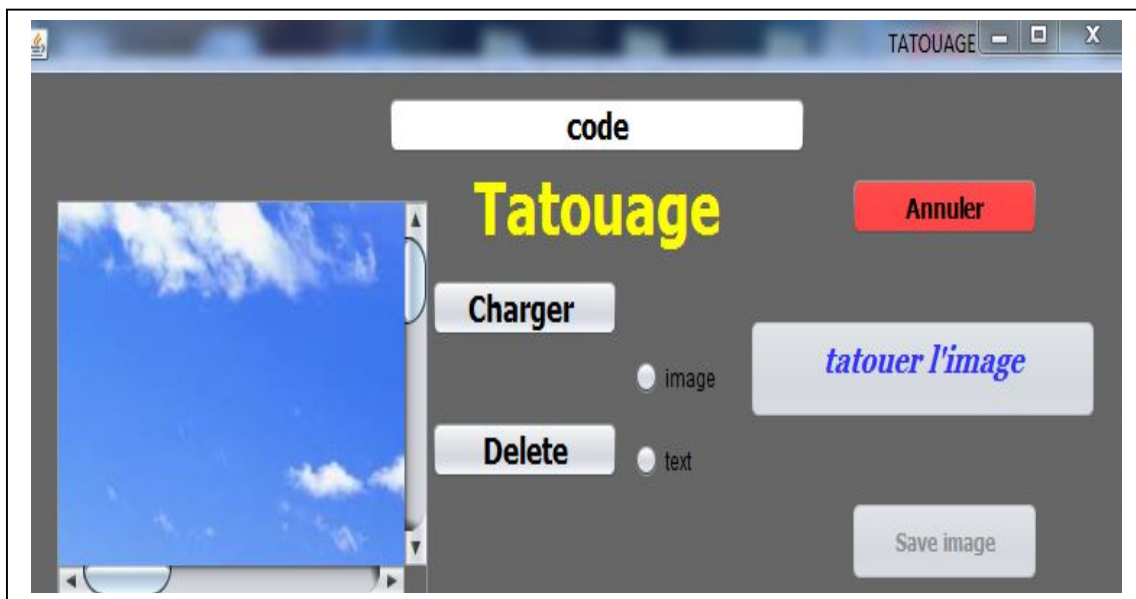 TATOUAGE
code
Tatouage
Annuler
Charger
tatouer l'image
image
Delete
text
Save image